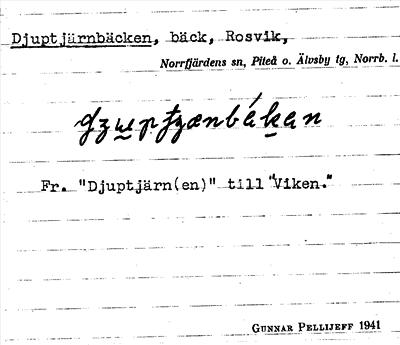 Djuptjärnbäcken, bäck, Rosvik,
Norrfjärdens sn, Piteå o. Älvsby tg, Norrb. l.
Fr. "Djuptjärn(en)" till "Viken."
GUNNAR PELLIJEFF 1941